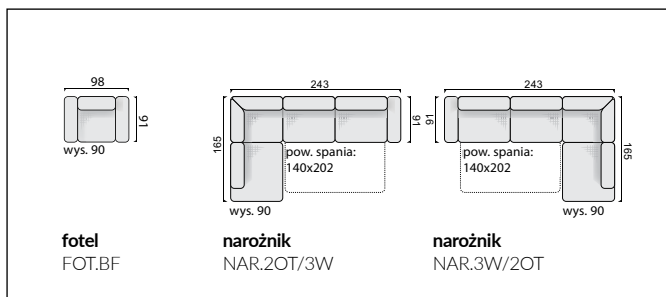 98
91
wys. 90
fotel
FOT.BF
243
91
165
pow. spania:
140x202
wys. 90
narożnik
NAR.2OT/3W
243
91
165
pow. spania:
140x202
wys. 90
narożnik
NAR.3W/2OT